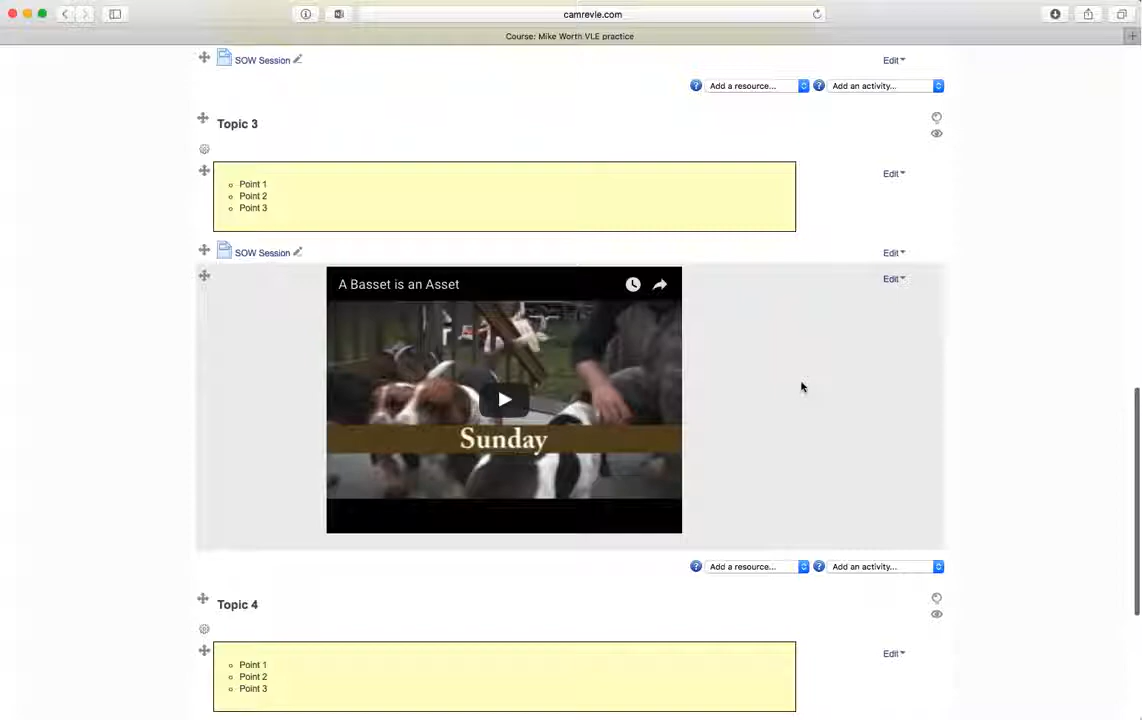 camrevle.com
Course: Mike Worth VLE practice
SOW Session Edit
Add a resource... Add an activity...
Topic 3
Point 1 Edit
Point 2
Point 3
SOW Session Edit
A Basset is an Asset Edit
Sunday
Add a resource... Add an activity...
Topic 4
Point 1 Edit
Point 2
Point 3